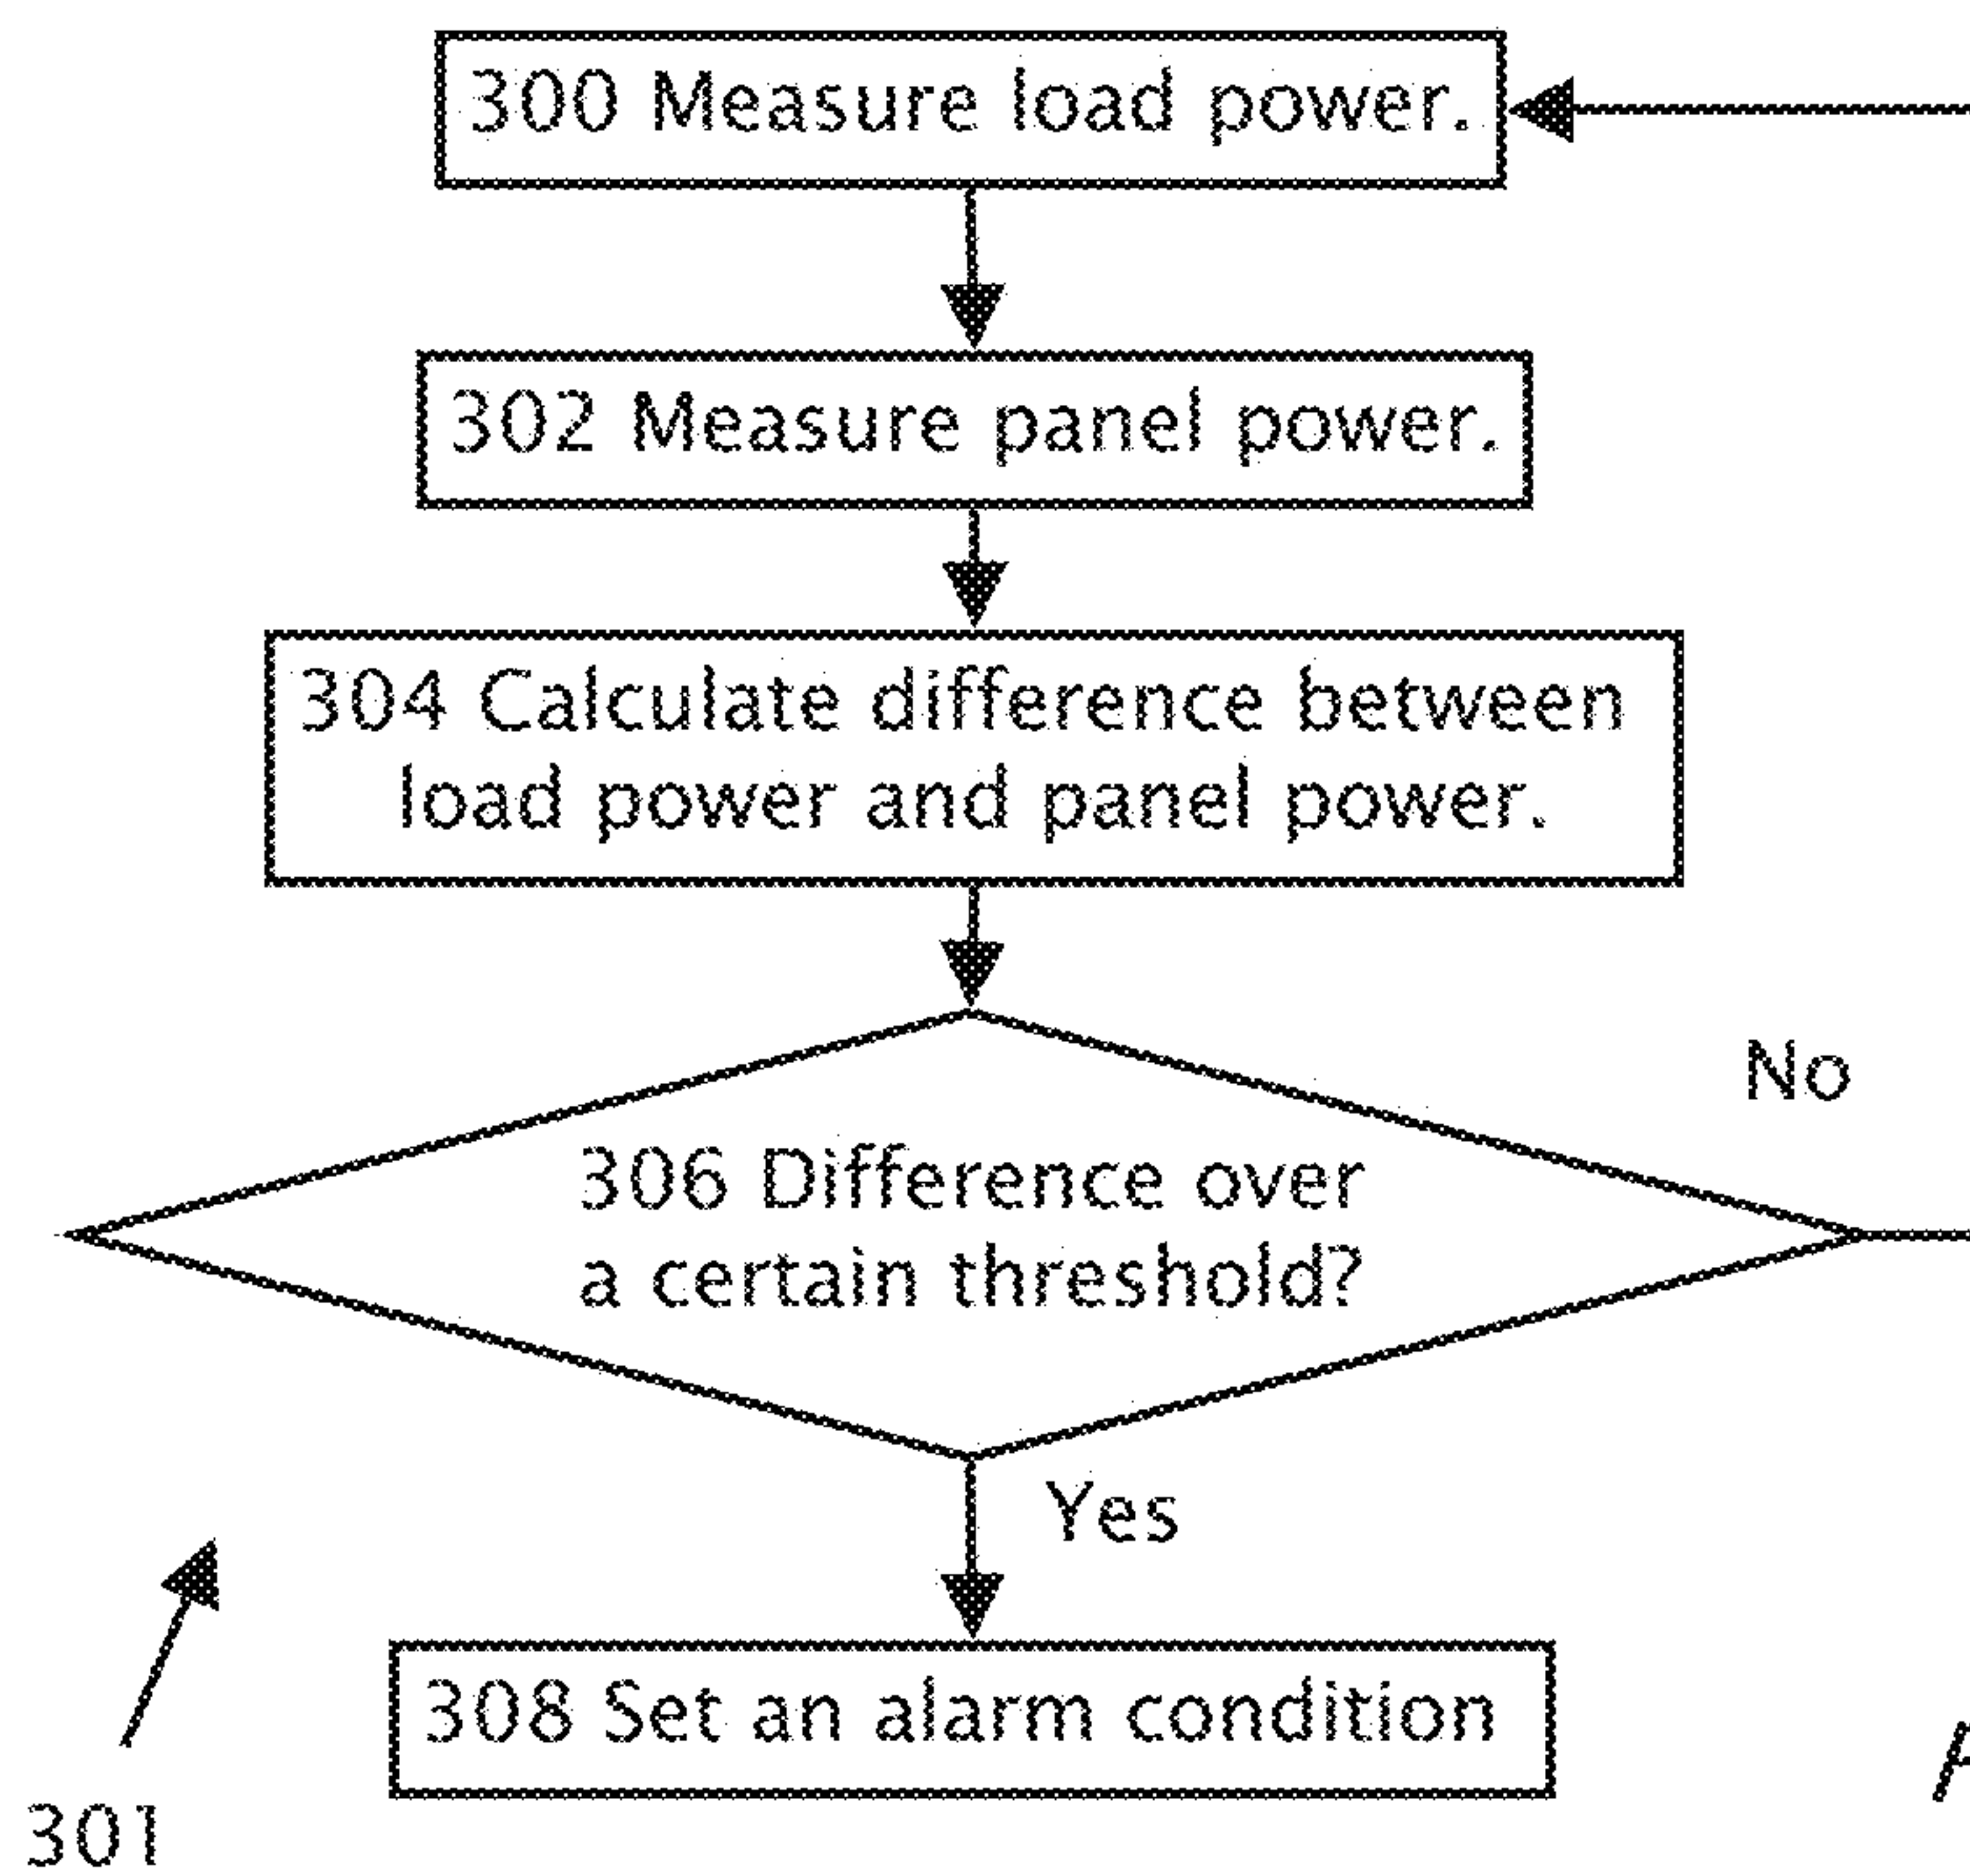 300 Measure load power.
302 Measure panel power.
304 Calculate difference between
load power and panel power.
No
306 Difference over
a certain threshold?
Yes
308 Set an alarm condition
301